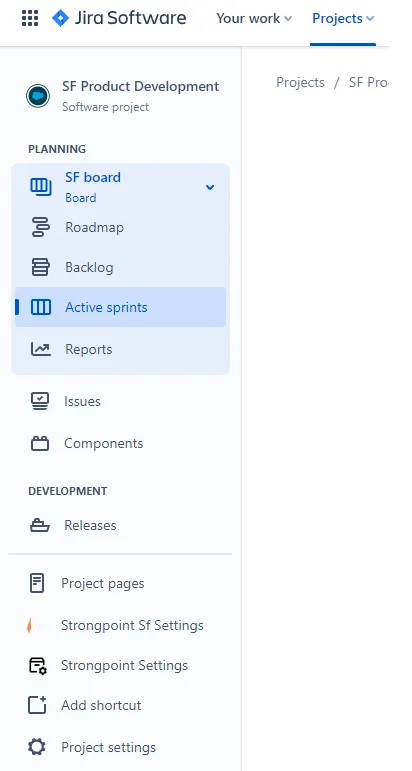 Jira Software Your work Projects
SF Product Development
Software project
Projects / SF Pro
PLANNING
SF board
Board
Roadmap
Backlog
Active sprints
Reports
Issues
Components
DEVELOPMENT
Releases
Project pages
Strongpoint Sf Settings
Strongpoint Settings
Add shortcut
Project settings